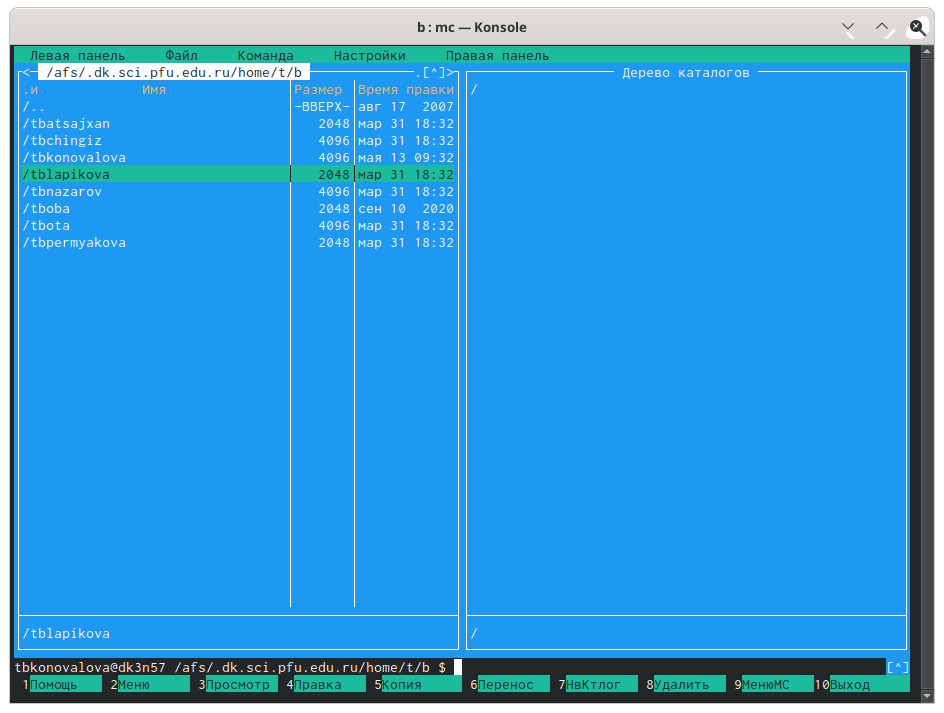 b : mc — Konsole
Левая панель Файл Команда Настройки Правая панель
<─ /afs/.dk.sci.pfu.edu.ru/home/t/b ─.[^]> Дерево каталогов
.и Имя Размер Время правки /
/.. -ВВЕРХ- авг 17 2007
/tbatsajxan 2048 мар 31 18:32
/tbchingiz 4096 мар 31 18:32
/tbkonovalova 4096 мая 13 09:32
/tblapikova 2048 мар 31 18:32
/tbnazarov 4096 мар 31 18:32
/tboba 2048 сен 10 2020
/tbota 4096 мар 31 18:32
/tbpermyakova 2048 мар 31 18:32
/tblapikova /
tbkonovalova@dk3n57 /afs/.dk.sci.pfu.edu.ru/home/t/b $ [^]
1Помощь 2Меню 3Просмотр 4Правка 5Копия 6Перенос 7НвКтлог 8Удалить 9МенюМС 10Выход